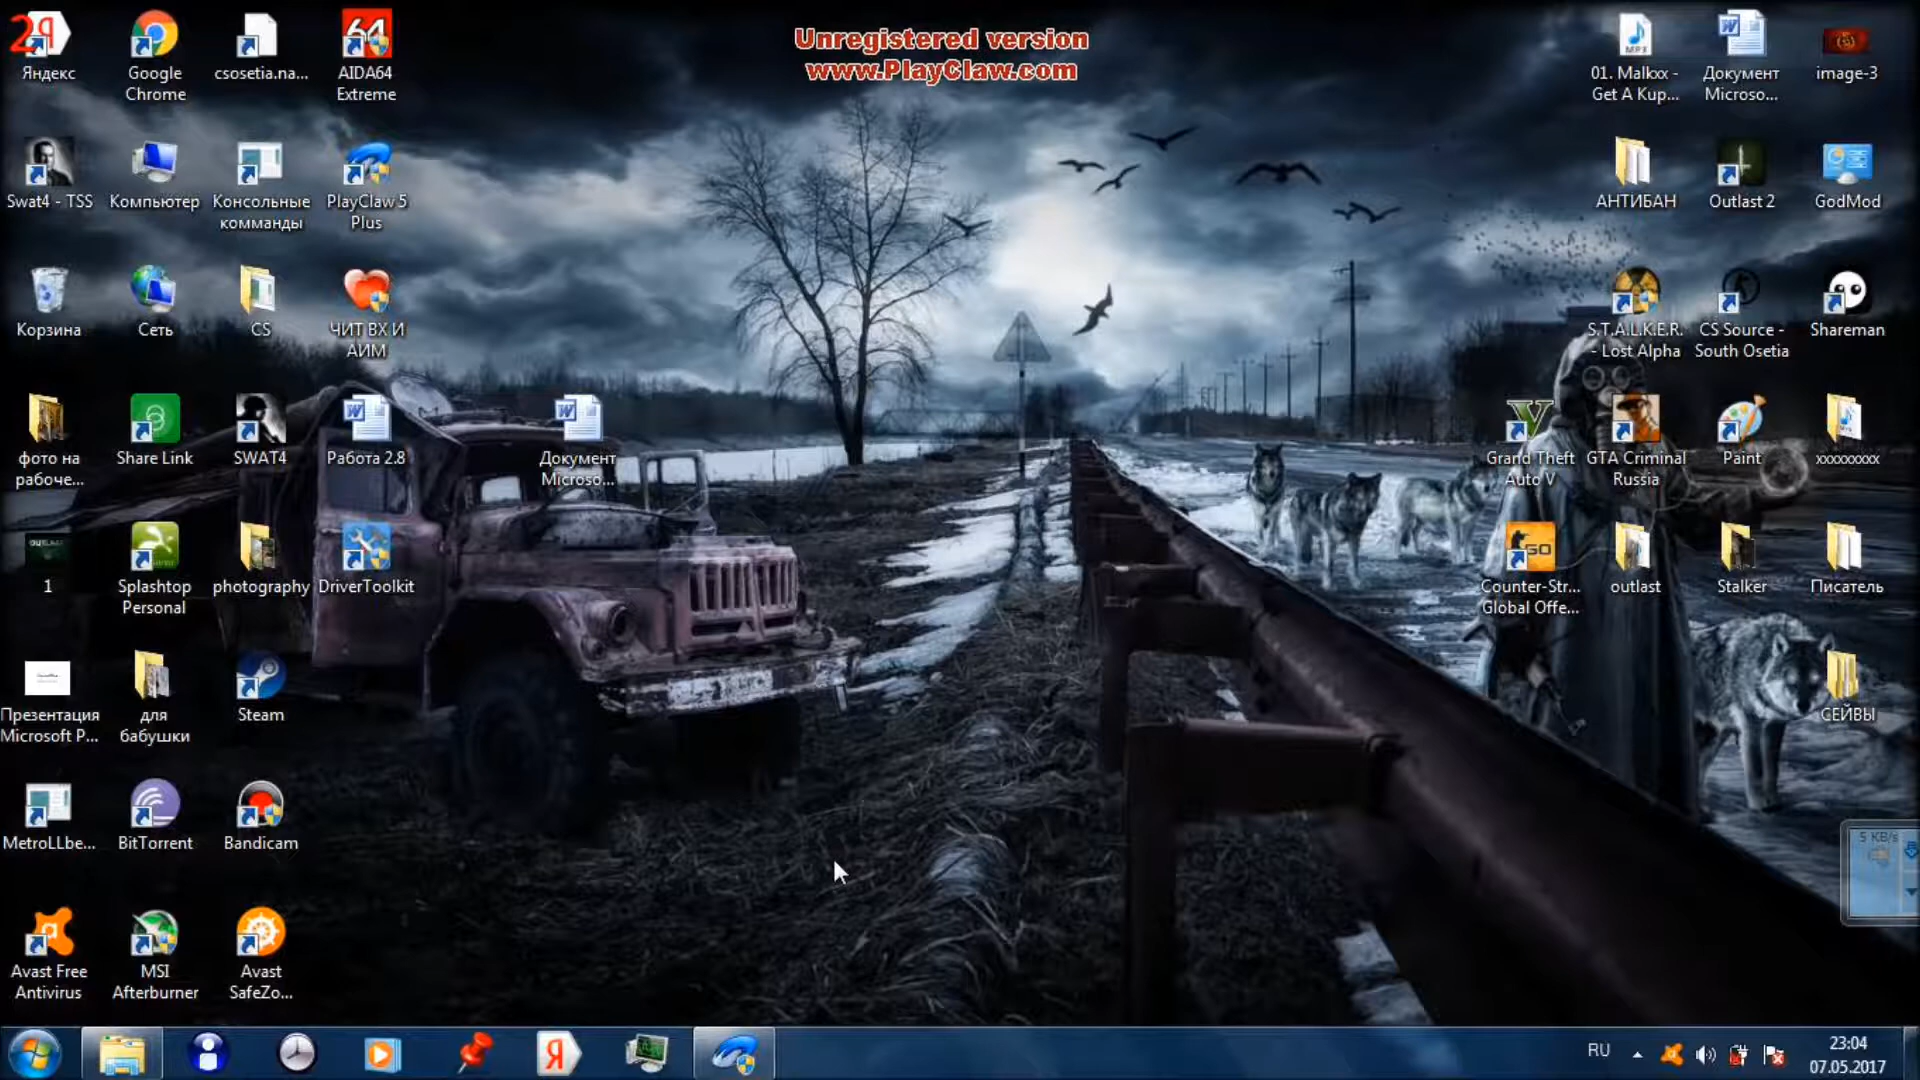 Unregistered version
www.PlayClaw.com
Яндекс
Google
Chrome
csosetia.na...
64
AIDA64
Extreme
Swat4 - TSS
Компьютер
Консольные
комманды
PlayClaw 5
Plus
Корзина
Сеть
CS
ЧИТ ВХ И
АИМ
фото на
рабоче...
Share Link
SWAT4
Работа 2.8
Документ
Microso...
1
Splashtop
Personal
photography
DriverToolkit
Презентация
Microsoft P...
для
бабушки
Steam
MetroLLbe...
BitTorrent
Bandicam
Avast Free
Antivirus
MSI
Afterburner
Avast
SafeZo...
01. Malkxx -
Get A Kup...
Документ
Microso...
image-3
АНТИБАН
Outlast 2
GodMod
S.T.A.L.K.E.R.
- Lost Alpha
CS Source -
South Osetia
Shareman
Grand Theft
Auto V
GTA Criminal
Russia
Paint
xxxxxxxxx
GO
Counter-Str...
Global Offe...
outlast
Stalker
Писатель
СЕЙВЫ
5 KB/s
RU
23:04
07.05.2017